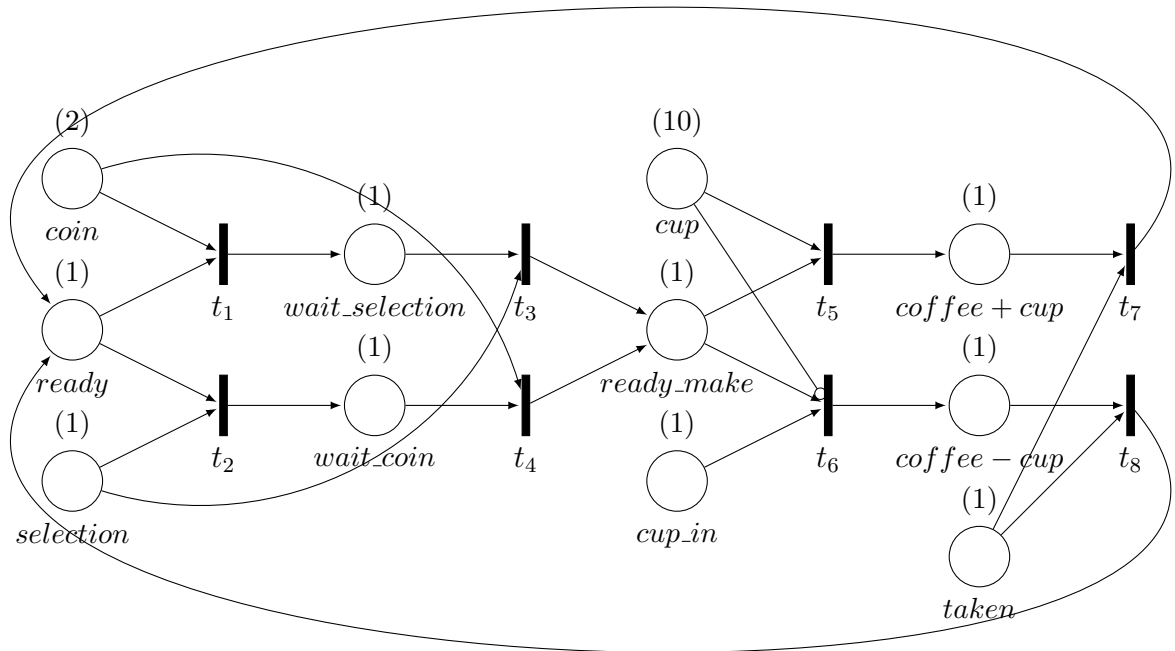 (2)
(10)
coin
(1)
cup
(1)
(1)
t1
wait_selection
(1)
t3
(1)
t5
coffee + cup
(1)
t7
ready
(1)
t2
wait_coin
t4
ready_make
(1)
t6
coffee − cup
(1)
t8
selection
cup_in
taken